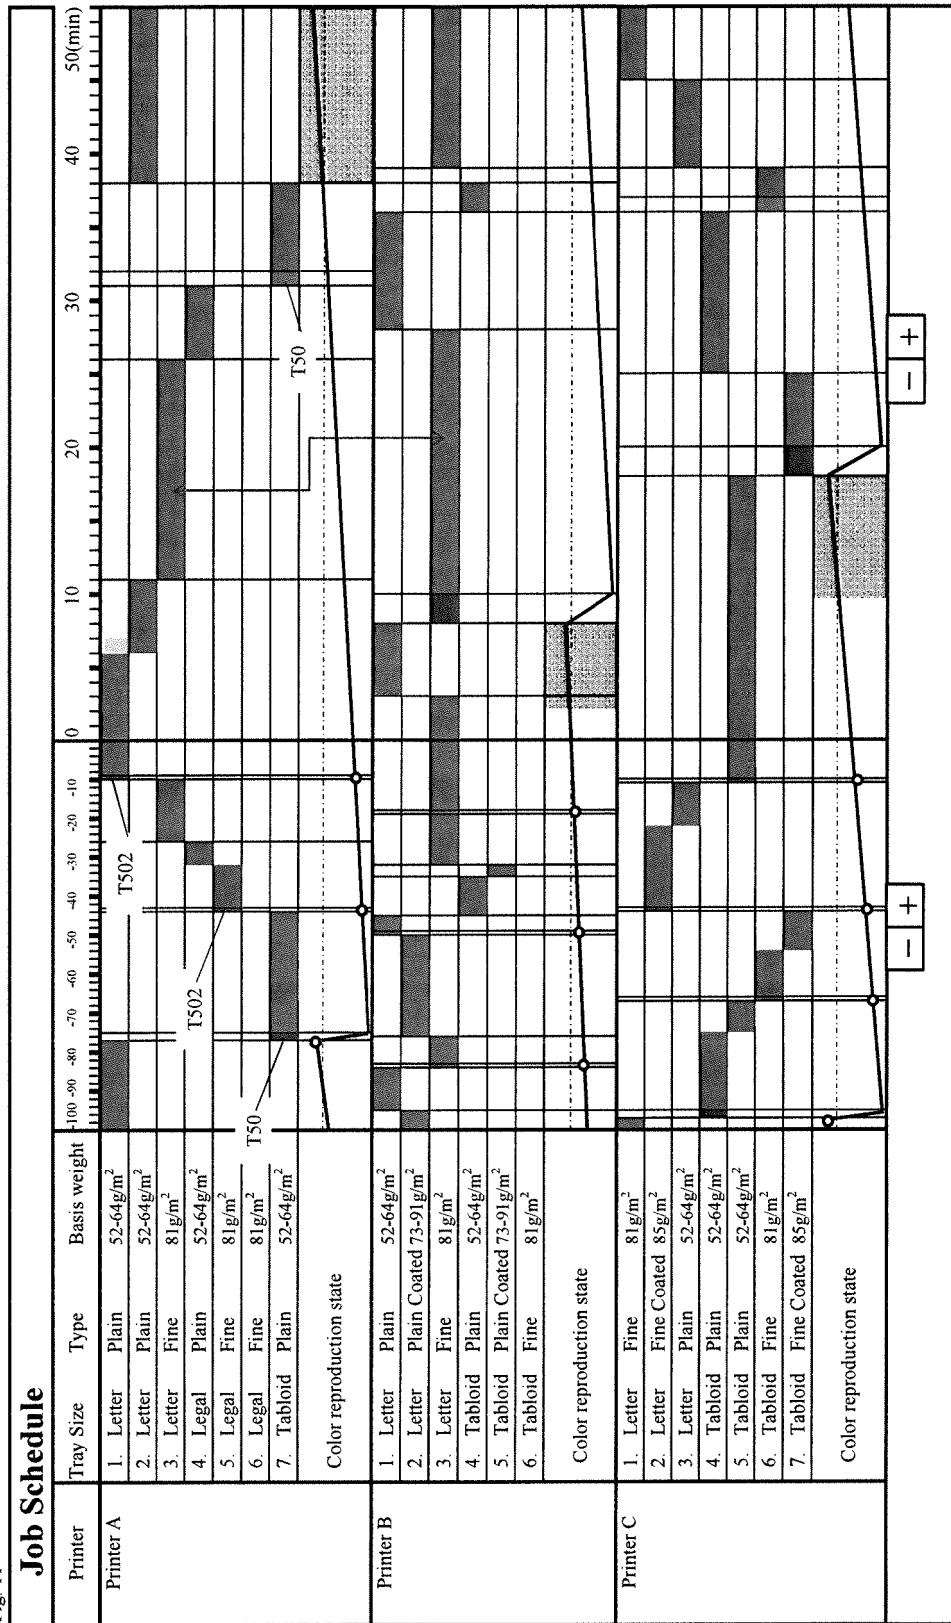 Job Schedule
Printer Tray Size Type Basis weight -100 -90 -80 -70 -60 -50 -40 -30 -20 -10 0 10 20 30 40 50(min)
Printer A
1. Letter Plain 52-64g/m²
2. Letter Plain 52-64g/m²
3. Letter Fine 81g/m²
4. Legal Plain 52-64g/m²
5. Legal Fine 81g/m²
6. Legal Fine 81g/m²
7. Tabloid Plain 52-64g/m²
Color reproduction state
T502
T502
T50
T50
Printer B
1. Letter Plain 52-64g/m²
2. Letter Plain Coated 73-91g/m²
3. Letter Fine 81g/m²
4. Tabloid Plain 52-64g/m²
5. Tabloid Plain Coated 73-91g/m²
6. Tabloid Fine 81g/m²
Color reproduction state
Printer C
1. Letter Fine 81g/m²
2. Letter Fine Coated 85g/m²
3. Letter Plain 52-64g/m²
4. Tabloid Plain 52-64g/m²
5. Tabloid Plain 52-64g/m²
6. Tabloid Fine 81g/m²
7. Tabloid Fine Coated 85g/m²
Color reproduction state
− +
− +